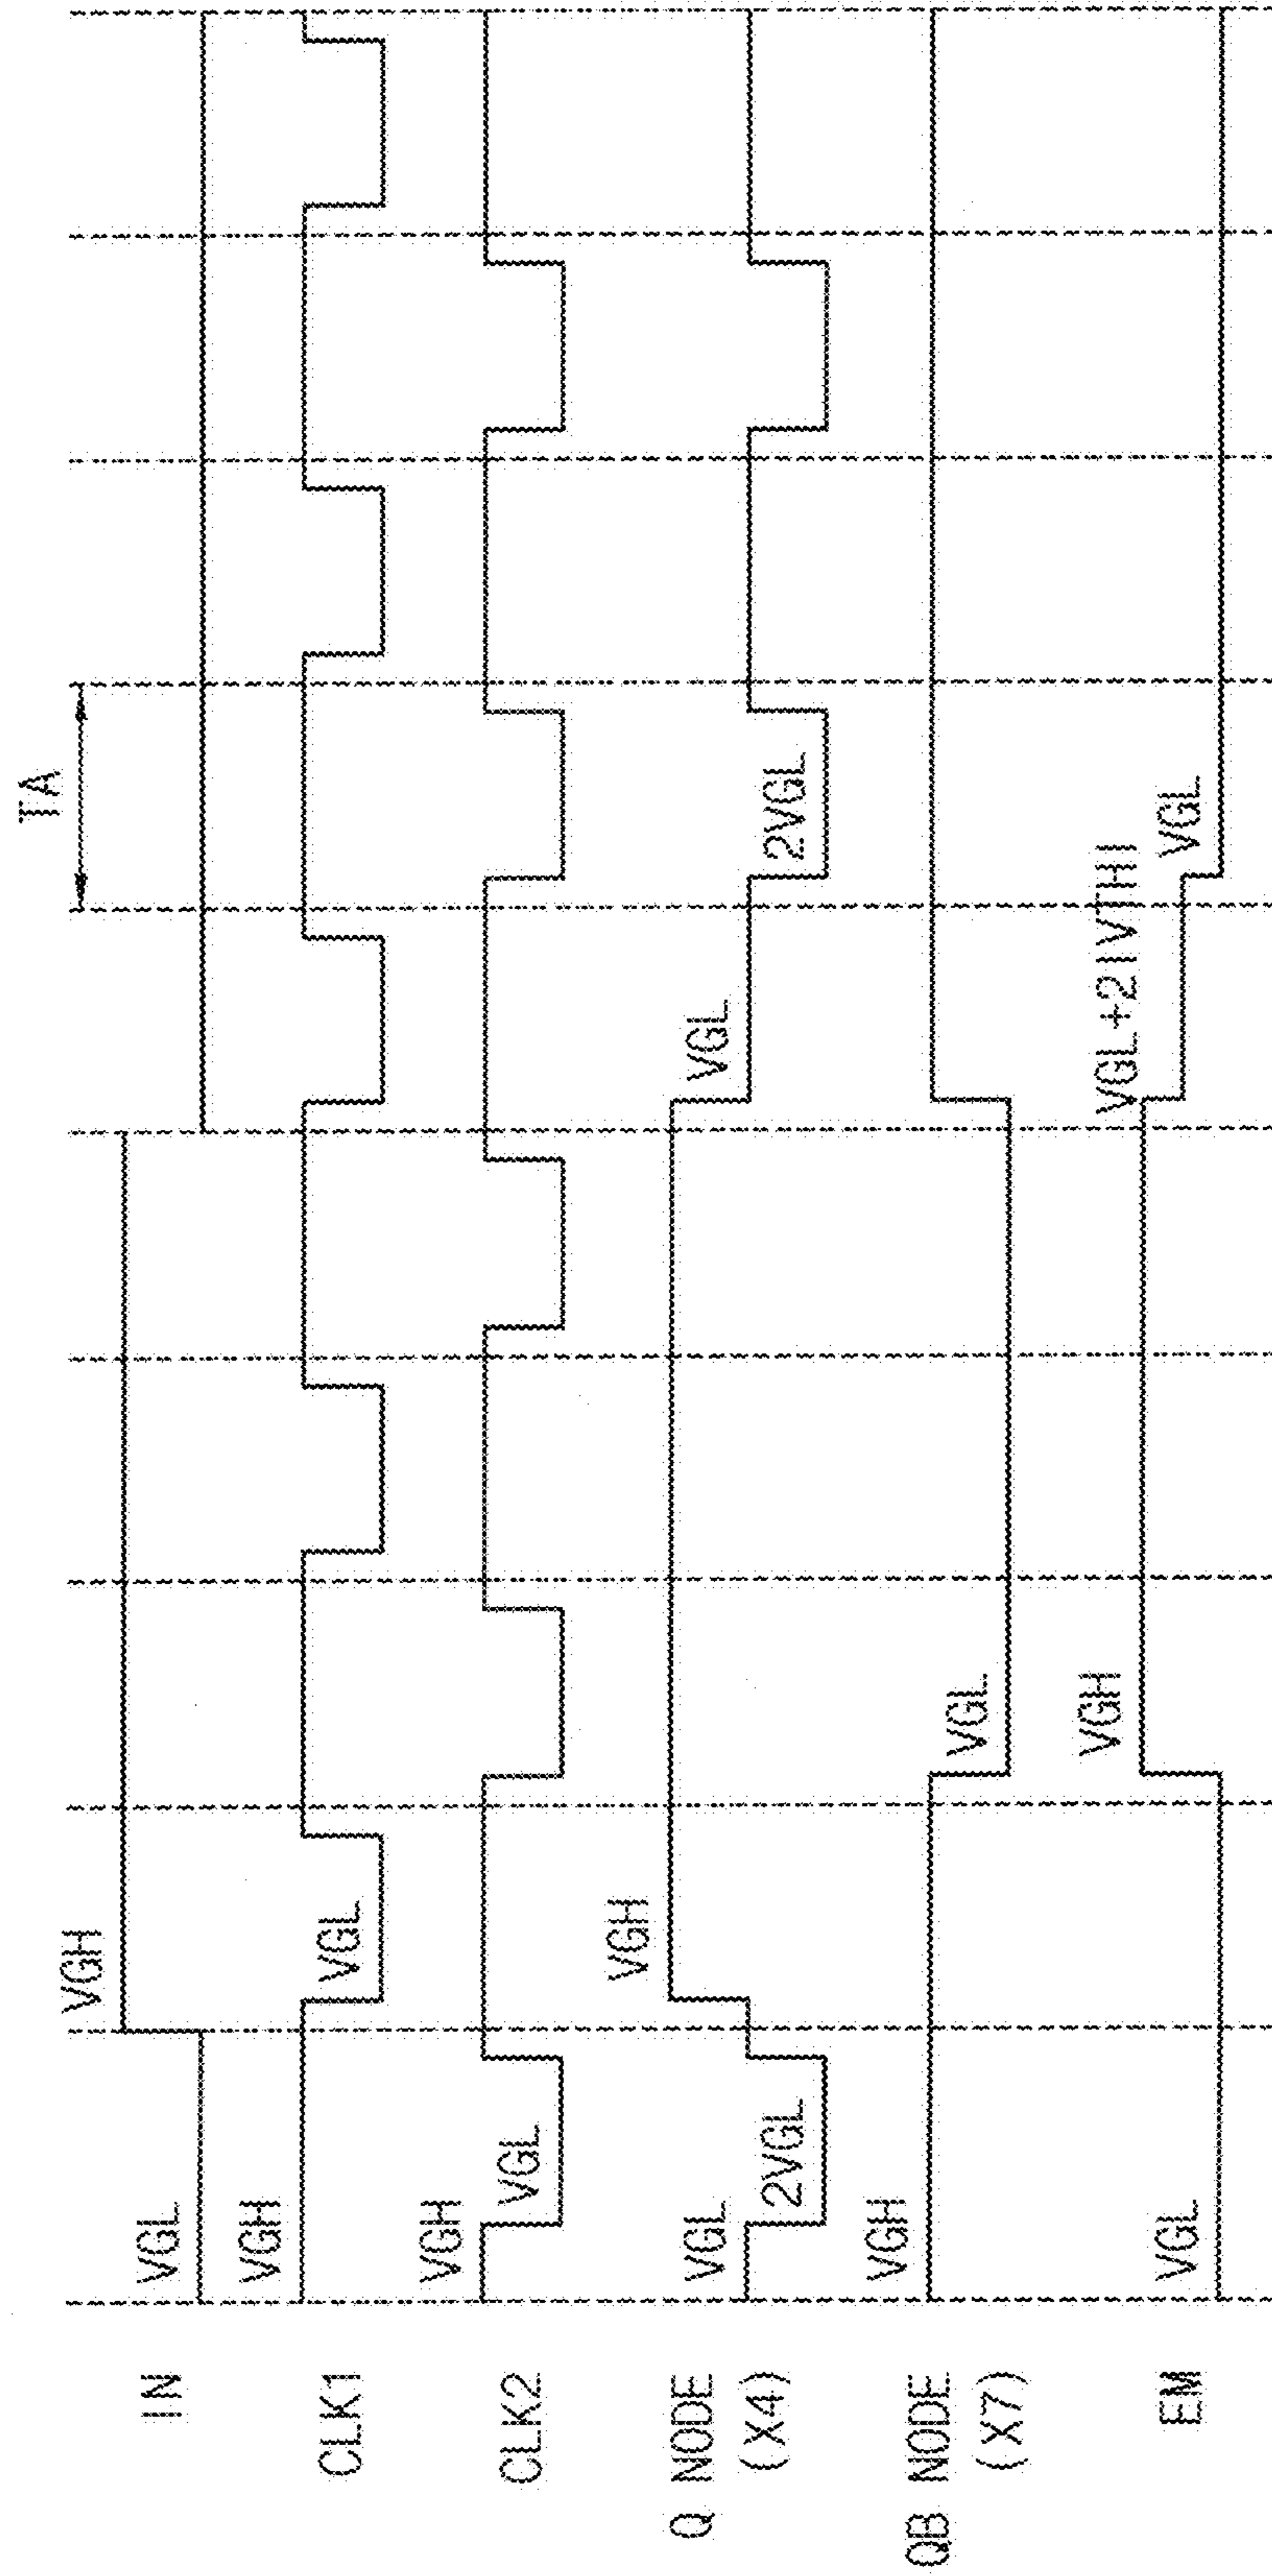 TA
IN
VGL
VGH
CLK1
VGH
VGL
CLK2
VGH
VGL
Q NODE
(X4)
VGL
2VGL
VGH
VGL
2VGL
QB NODE
(X7)
VGH
VGL
EM
VGL
VGH
VGL+2|VTH|
VGL